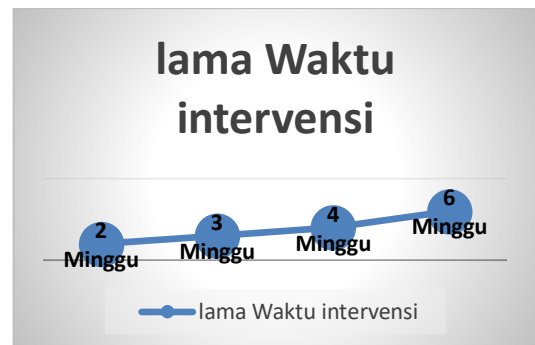 lama Waktu
intervensi
2
Minggu
3
Minggu
4
Minggu
6
Minggu
lama Waktu intervensi